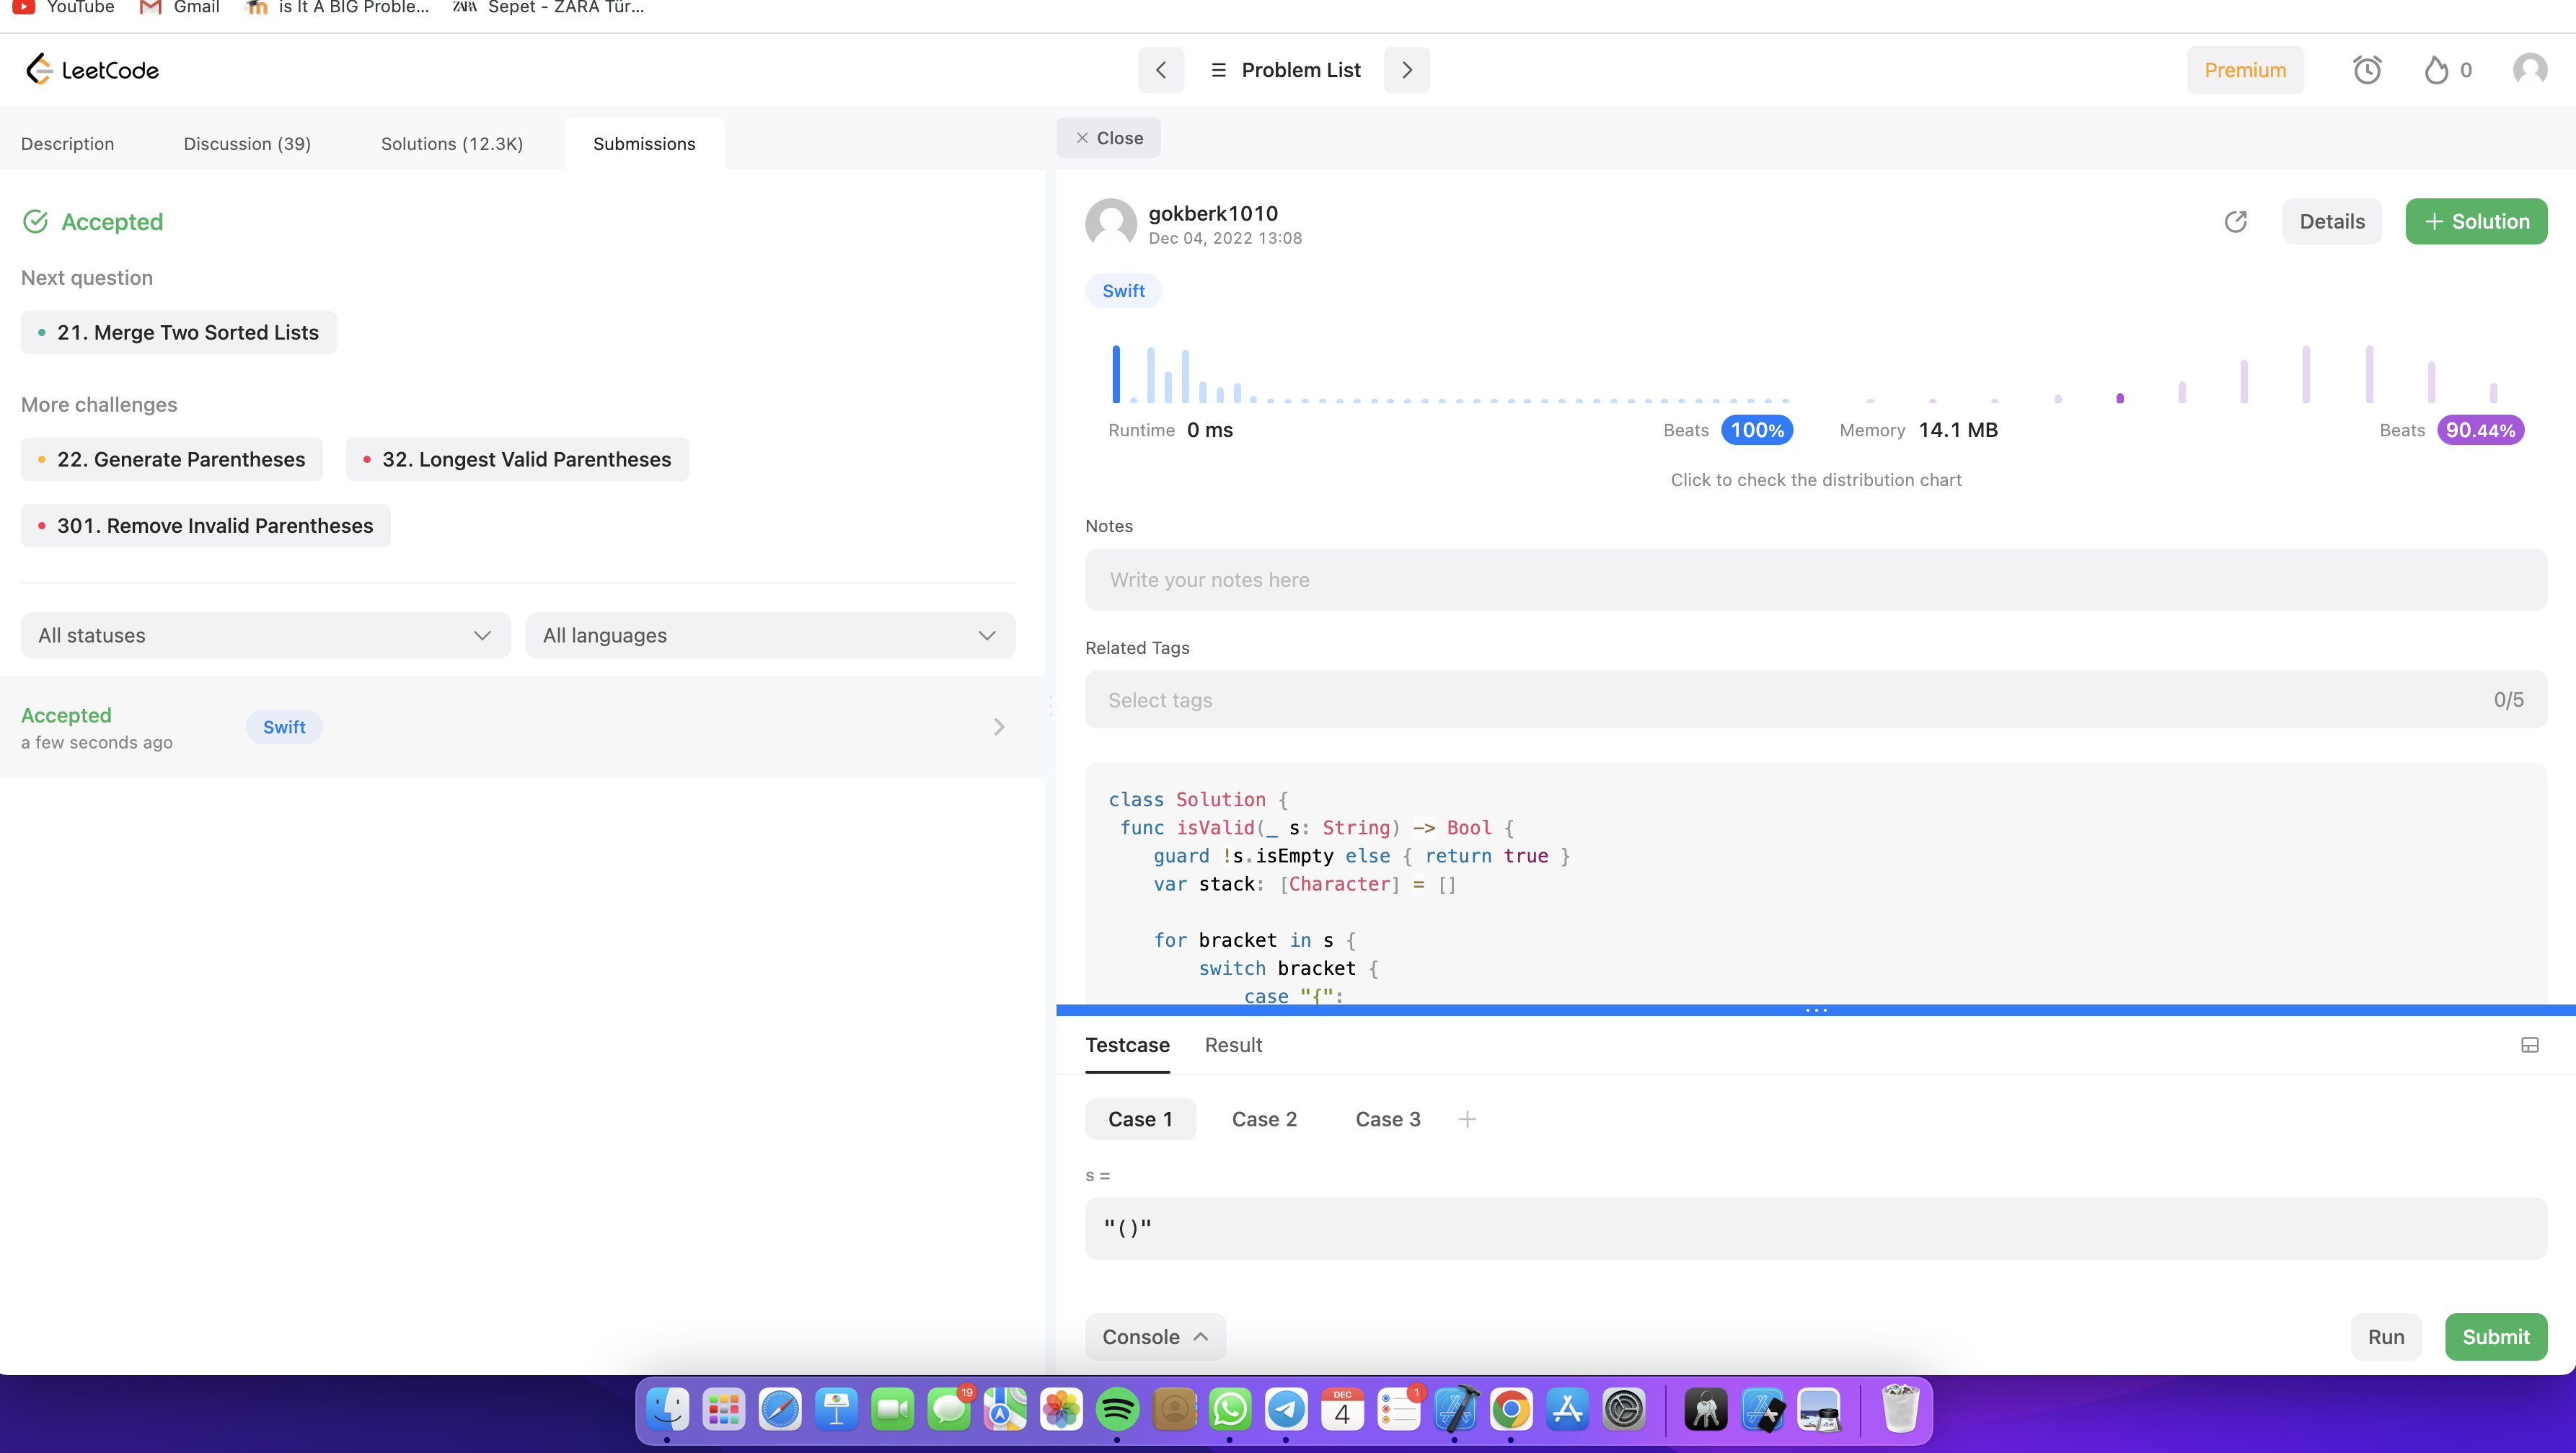 YouTube
Gmail
is It A BIG Proble...
ZARA Sepet - ZARA Tür...
LeetCode
Problem List
Premium
0
Description
Discussion (39)
Solutions (12.3K)
Submissions
Close
Accepted
Next question
21. Merge Two Sorted Lists
More challenges
22. Generate Parentheses
32. Longest Valid Parentheses
301. Remove Invalid Parentheses
All statuses
All languages
Accepted
a few seconds ago
Swift
gokberk1010
Dec 04, 2022 13:08
Details
+ Solution
Swift
Runtime 0 ms
Beats 100%
Memory 14.1 MB
Beats 90.44%
Click to check the distribution chart
Notes
Write your notes here
Related Tags
Select tags
0/5
class Solution {
func isValid(_ s: String) -> Bool {
guard !s.isEmpty else { return true }
var stack: [Character] = []
for bracket in s {
switch bracket {
case "{":
Testcase
Result
Case 1
Case 2
Case 3
s =
"()"
Console
Run
Submit
19
DEC
4
1